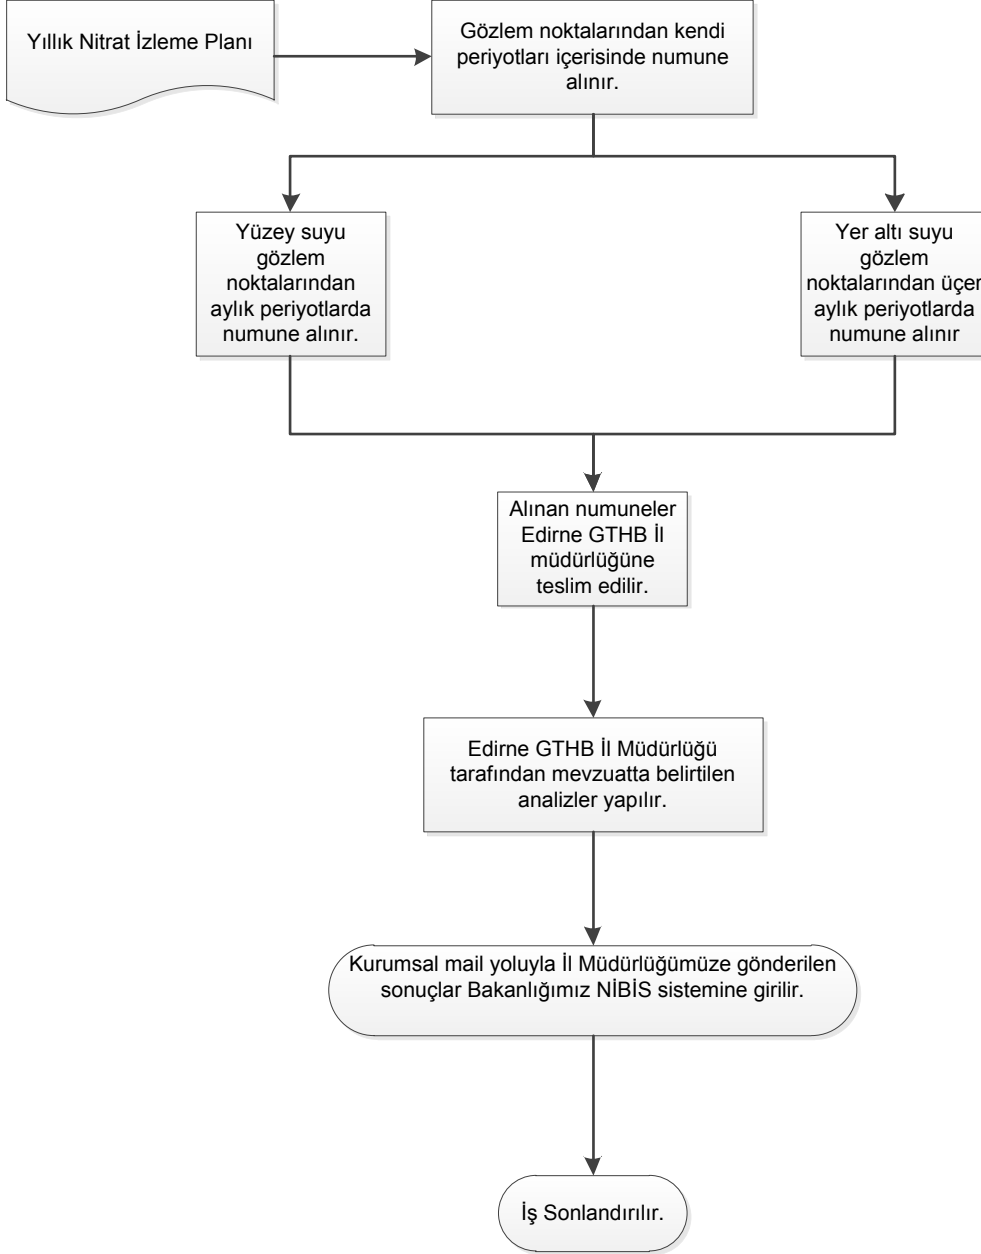 Yıllık Nitrat İzleme Planı
Gözlem noktalarından kendi
periyotları içerisinde numune
alınır.
Yüzey suyu
gözlem
noktalarından
aylık periyotlarda
numune alınır.
Yer altı suyu
gözlem
noktalarından üçer
aylık periyotlarda
numune alınır
Alınan numuneler
Edirne GTHB İl
müdürlüğüne
teslim edilir.
Edirne GTHB İl Müdürlüğü
tarafından mevzuatta belirtilen
analizler yapılır.
Kurumsal mail yoluyla İl Müdürlüğümüze gönderilen
sonuçlar Bakanlığımız NİBİS sistemine girilir.
İş Sonlandırılır.